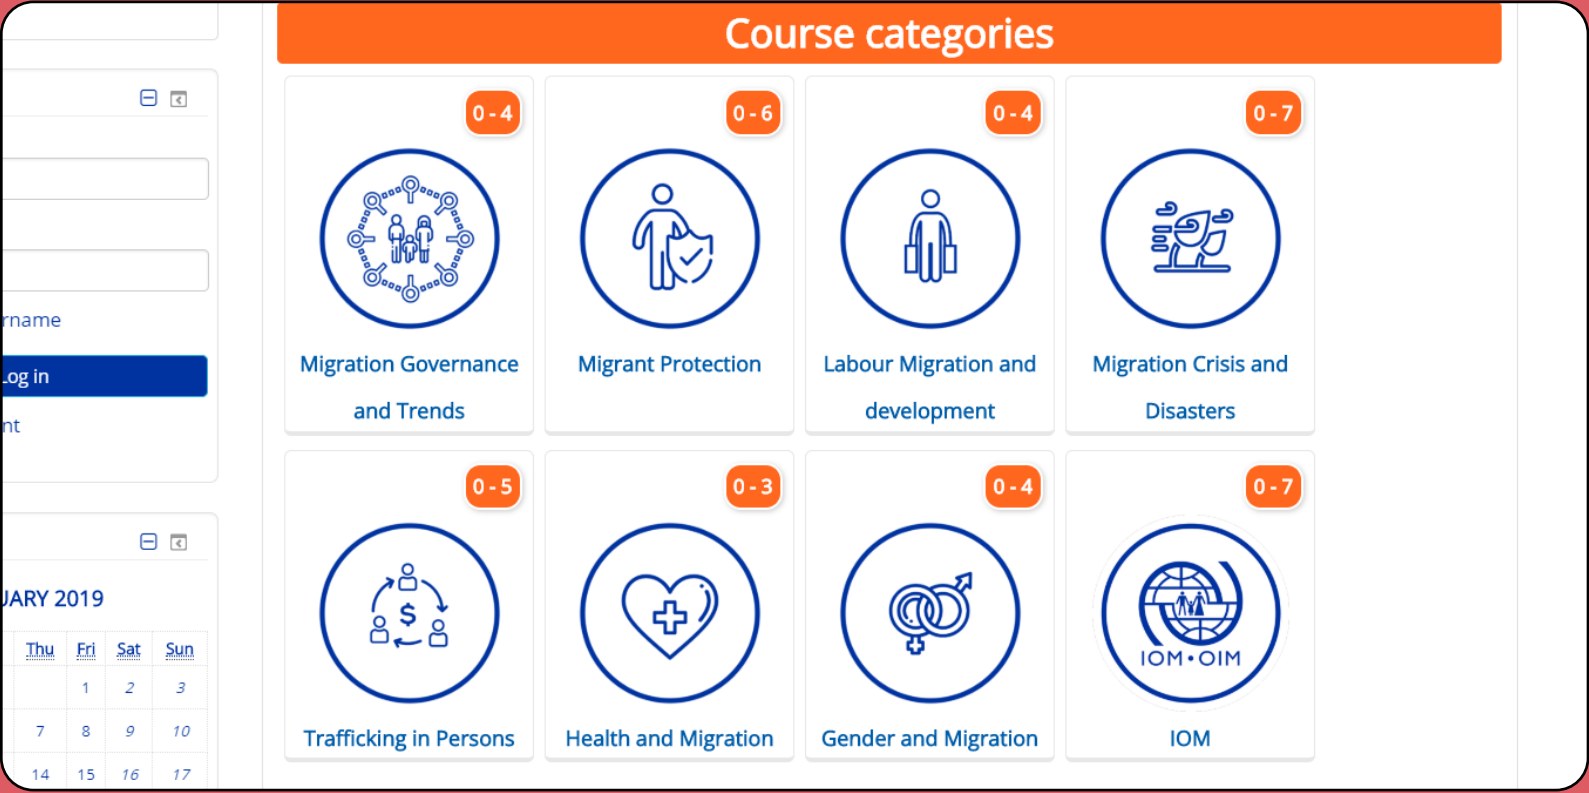 Course categories
0 - 4
Migration Governance
and Trends
0 - 6
Migrant Protection
0 - 4
Labour Migration and
development
0 - 7
Migration Crisis and
Disasters
0 - 5
$
Trafficking in Persons
0 - 3
Health and Migration
0 - 4
Gender and Migration
0 - 7
IOM • OIM
IOM
rname
Log in
nt
UARY 2019
Thu Fri Sat Sun
1 2 3
7 8 9 10
14 15 16 17